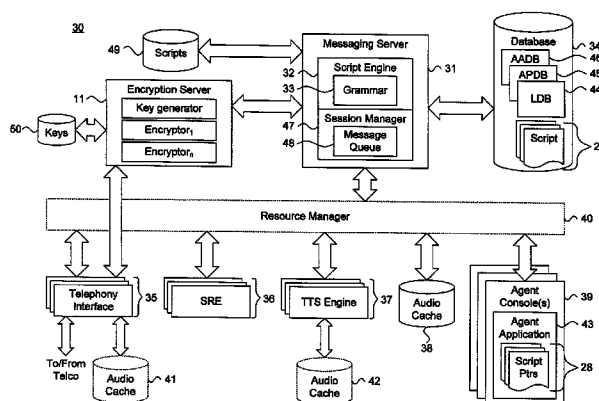 30
Scripts
49
Messaging Server
31
Script Engine
32
Grammar
33
Session Manager
47
Message
Queue
48
Database
34
AADB
46
APDB
45
LDB
44
Script
Encryption Server
11
Key generator
Encryptor1
Encryptorn
Keys
50
Resource Manager
40
Telephony
Interface
35
SRE
36
TTS Engine
37
Audio
Cache
38
Agent
Console(s)
39
Agent
Application
43
Script
Ptrs
28
To/From
Telco
Audio
Cache
41
Audio
Cache
42